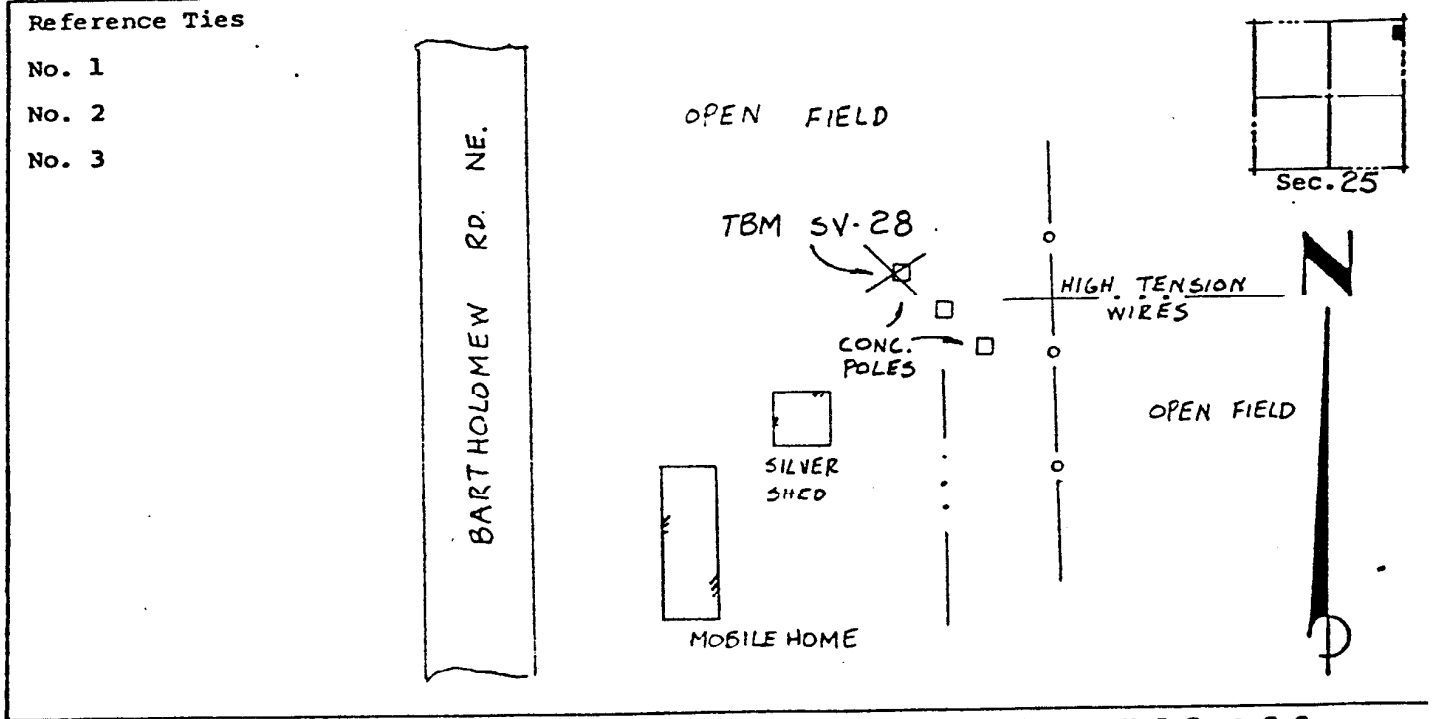 Reference Ties
No. 1
No. 2
No. 3
BARTHOLOMEW RD. NE.
OPEN FIELD
Sec. 25
TBM SV-28
N
HIGH TENSION
WIRES
CONC.
POLES
OPEN FIELD
SILVER
SHED
MOBILE HOME